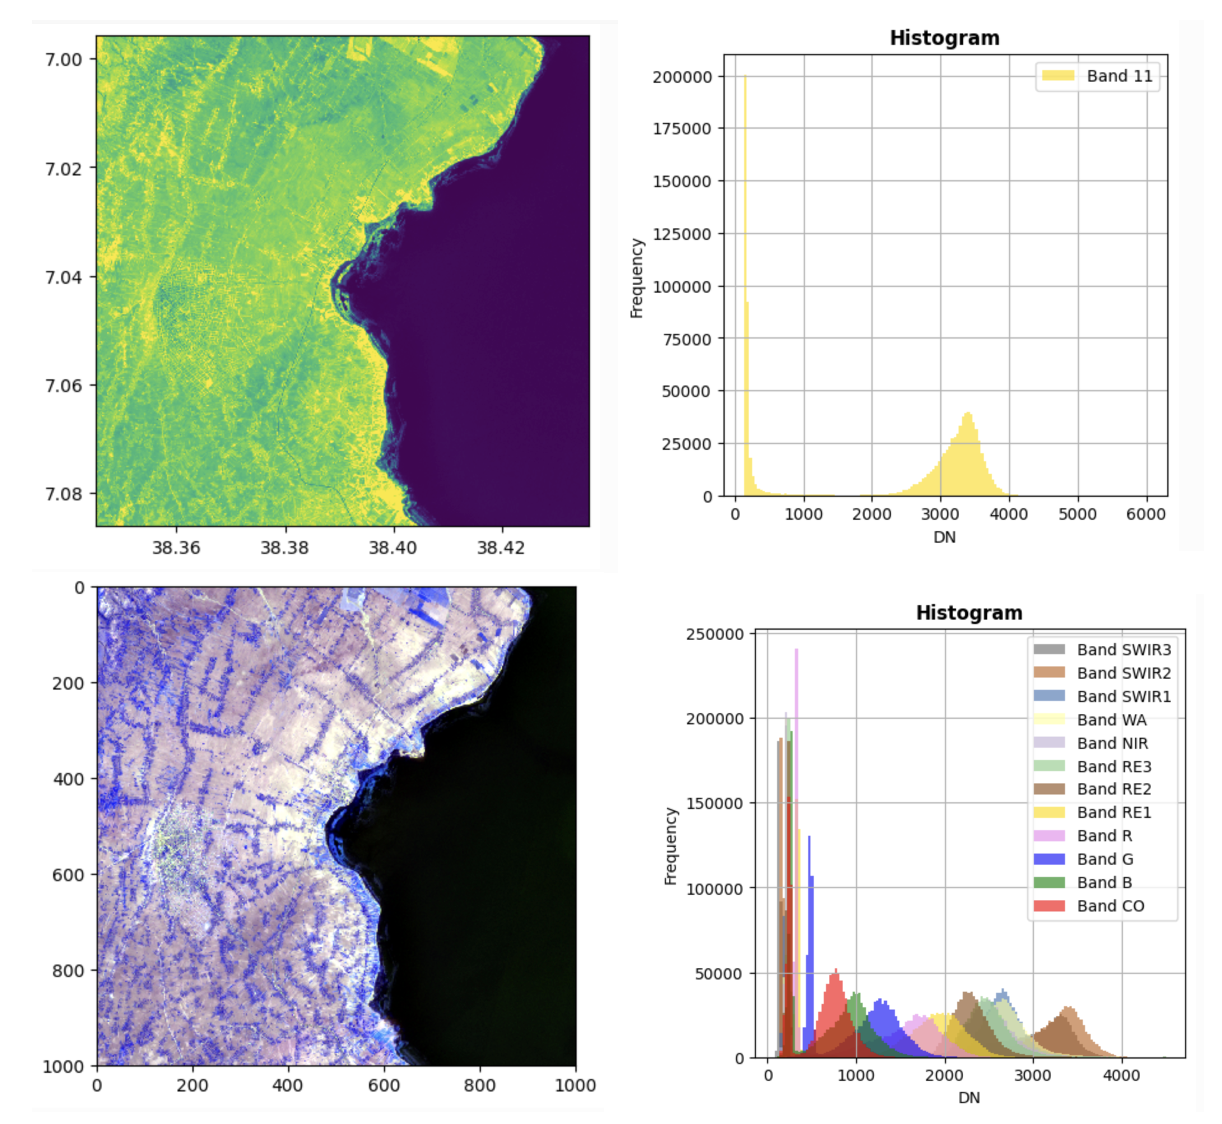 7.00
7.02
7.04
7.06
7.08
38.36 38.38 38.40 38.42
Histogram
Band 11
200000
175000
150000
125000
100000
75000
50000
25000
0
Frequency
0 1000 2000 3000 4000 5000 6000
DN
0
200
400
600
800
1000
0 200 400 600 800 1000
Histogram
250000
200000
150000
100000
50000
0
Frequency
Band SWIR3
Band SWIR2
Band SWIR1
Band WA
Band NIR
Band RE3
Band RE2
Band RE1
Band R
Band G
Band B
Band CO
0 1000 2000 3000 4000
DN